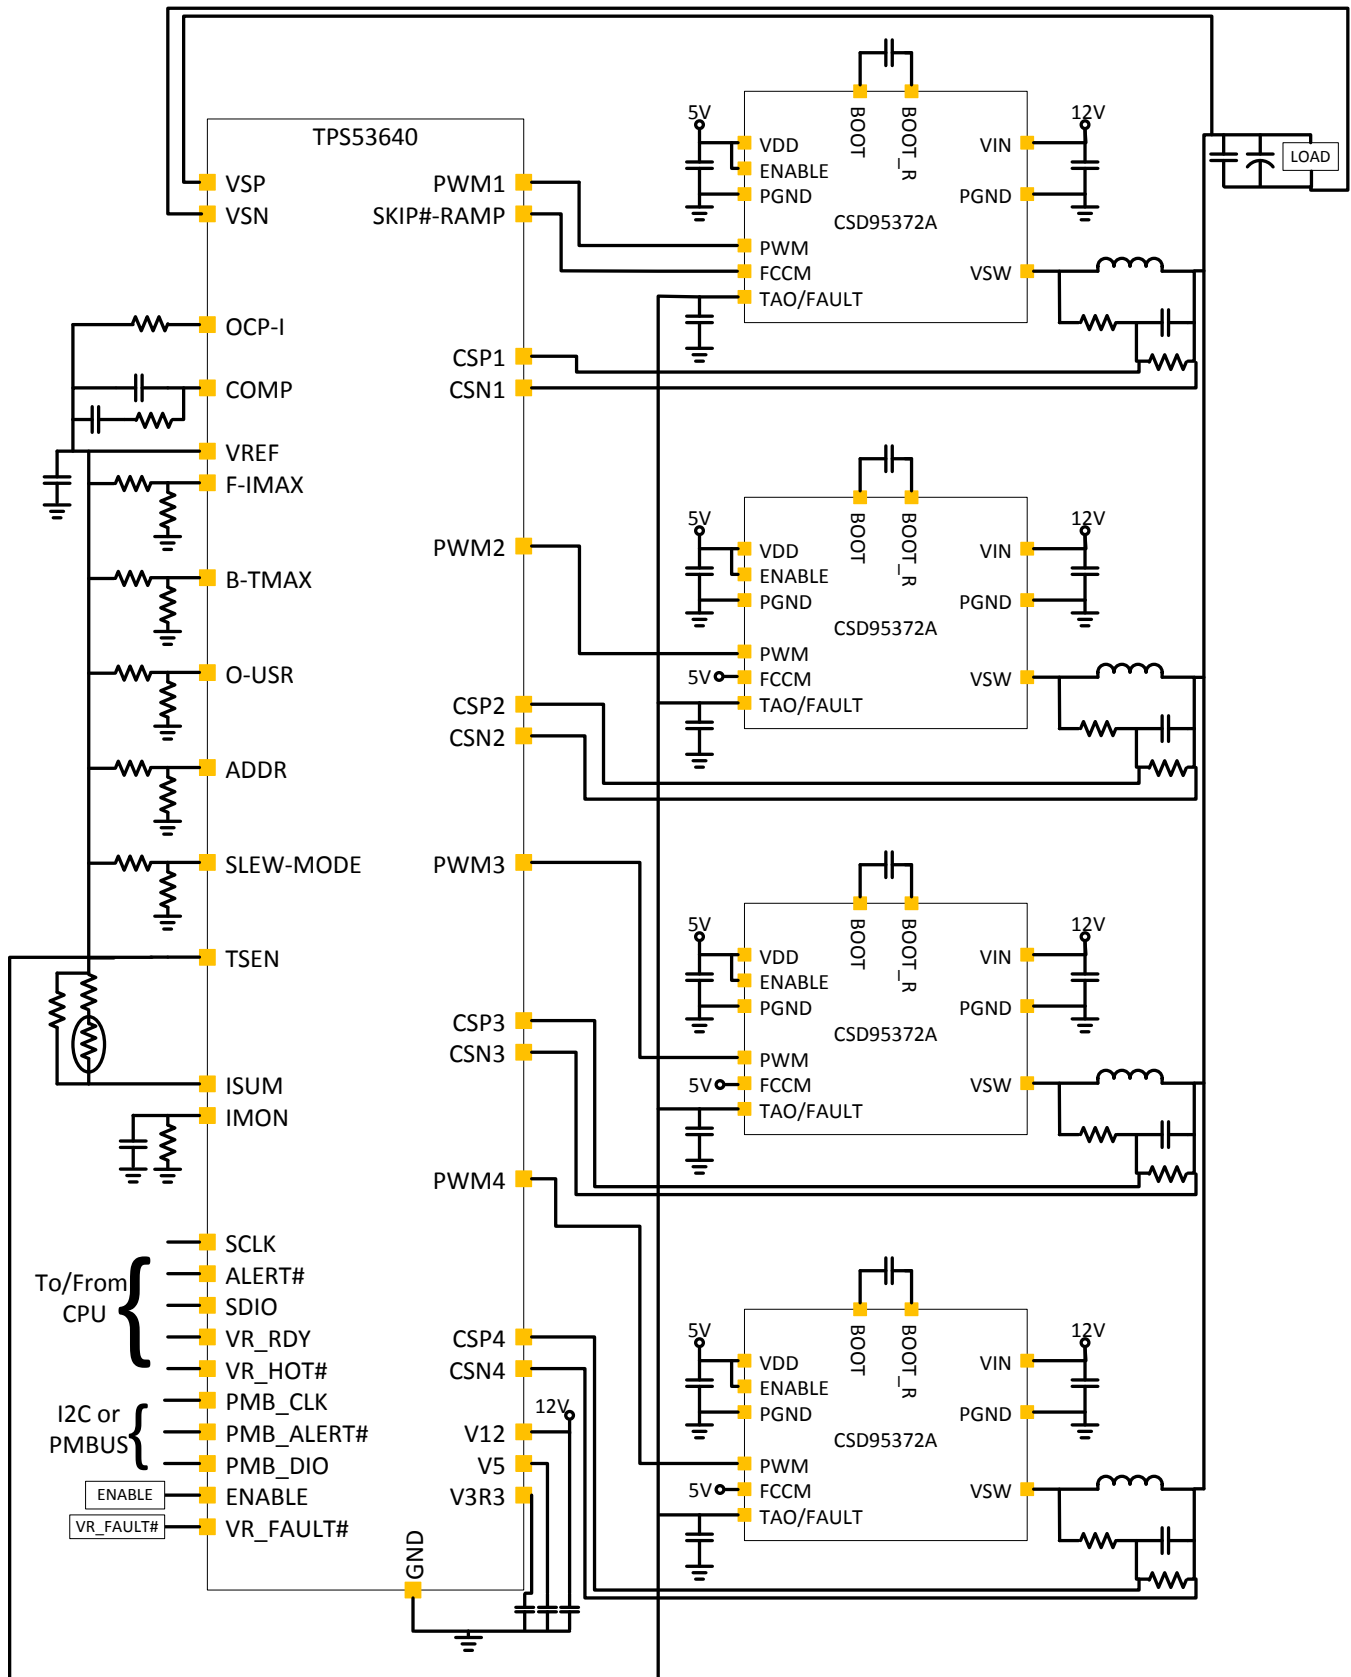 TPS53640
VSP
VSN
OCP-I
COMP
VREF
F-IMAX
B-TMAX
O-USR
ADDR
SLEW-MODE
TSEN
ISUM
IMON
To/From
CPU
SCLK
ALERT#
SDIO
VR_RDY
VR_HOT#
I2C or
PMBUS
PMB_CLK
PMB_ALERT#
PMB_DIO
ENABLE
ENABLE
VR_FAULT#
VR_FAULT#
GND
PWM1
SKIP#-RAMP
CSP1
CSN1
PWM2
CSP2
CSN2
PWM3
CSP3
CSN3
PWM4
CSP4
CSN4
12V
V12
V5
V3R3
5V
BOOT
BOOT_R
12V
VDD
ENABLE
PGND
VIN
PGND
CSD95372A
PWM
FCCM
TAO/FAULT
VSW
LOAD
5V
BOOT
BOOT_R
12V
VDD
ENABLE
PGND
VIN
PGND
CSD95372A
PWM
5V
FCCM
TAO/FAULT
VSW
5V
BOOT
BOOT_R
12V
VDD
ENABLE
PGND
VIN
PGND
CSD95372A
PWM
5V
FCCM
TAO/FAULT
VSW
5V
BOOT
BOOT_R
12V
VDD
ENABLE
PGND
VIN
PGND
CSD95372A
PWM
5V
FCCM
TAO/FAULT
VSW